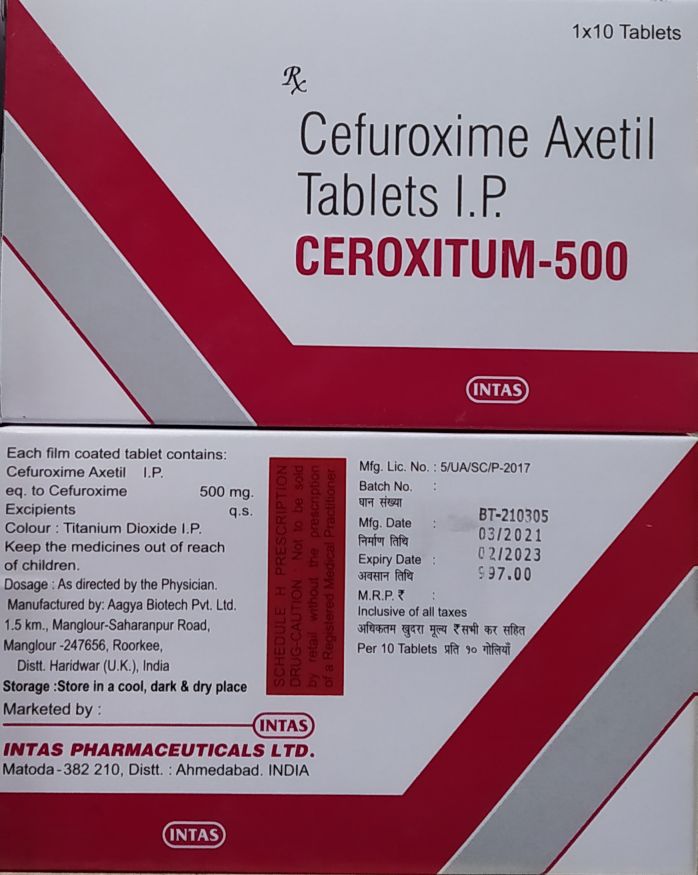 1x10 Tablets
Rx
Cefuroxime Axetil
Tablets I.P.
CEROXITUM-500
INTAS
Each film coated tablet contains:
Cefuroxime Axetil I.P.
eq. to Cefuroxime 500 mg.
Excipients q.s.
Colour : Titanium Dioxide I.P.
Keep the medicines out of reach
of children.
Dosage : As directed by the Physician.
Manufactured by: Aagya Biotech Pvt. Ltd.
1.5 km., Manglour-Saharanpur Road,
Manglour -247656, Roorkee,
Distt. Haridwar (U.K.), India
Storage :Store in a cool, dark & dry place
Marketed by :
INTAS
INTAS PHARMACEUTICALS LTD.
Matoda-382 210, Distt. : Ahmedabad. INDIA
SCHEDULE H PRESCRIPTION
DRUG-CAUTION Not to be sold
by retail without the prescription
of a Registered Medical Practitioner
Mfg. Lic. No. : 5/UA/SC/P-2017
Batch No. :
घान संख्या BT-210305
Mfg. Date : 03/2021
निर्माण तिथि
Expiry Date : 02/2023
अवसान तिथि 997.00
M.R.P. ₹ :
Inclusive of all taxes
अधिकतम खुदरा मूल्य ₹ सभी कर सहित
Per 10 Tablets प्रति १० गोलियाँ
INTAS